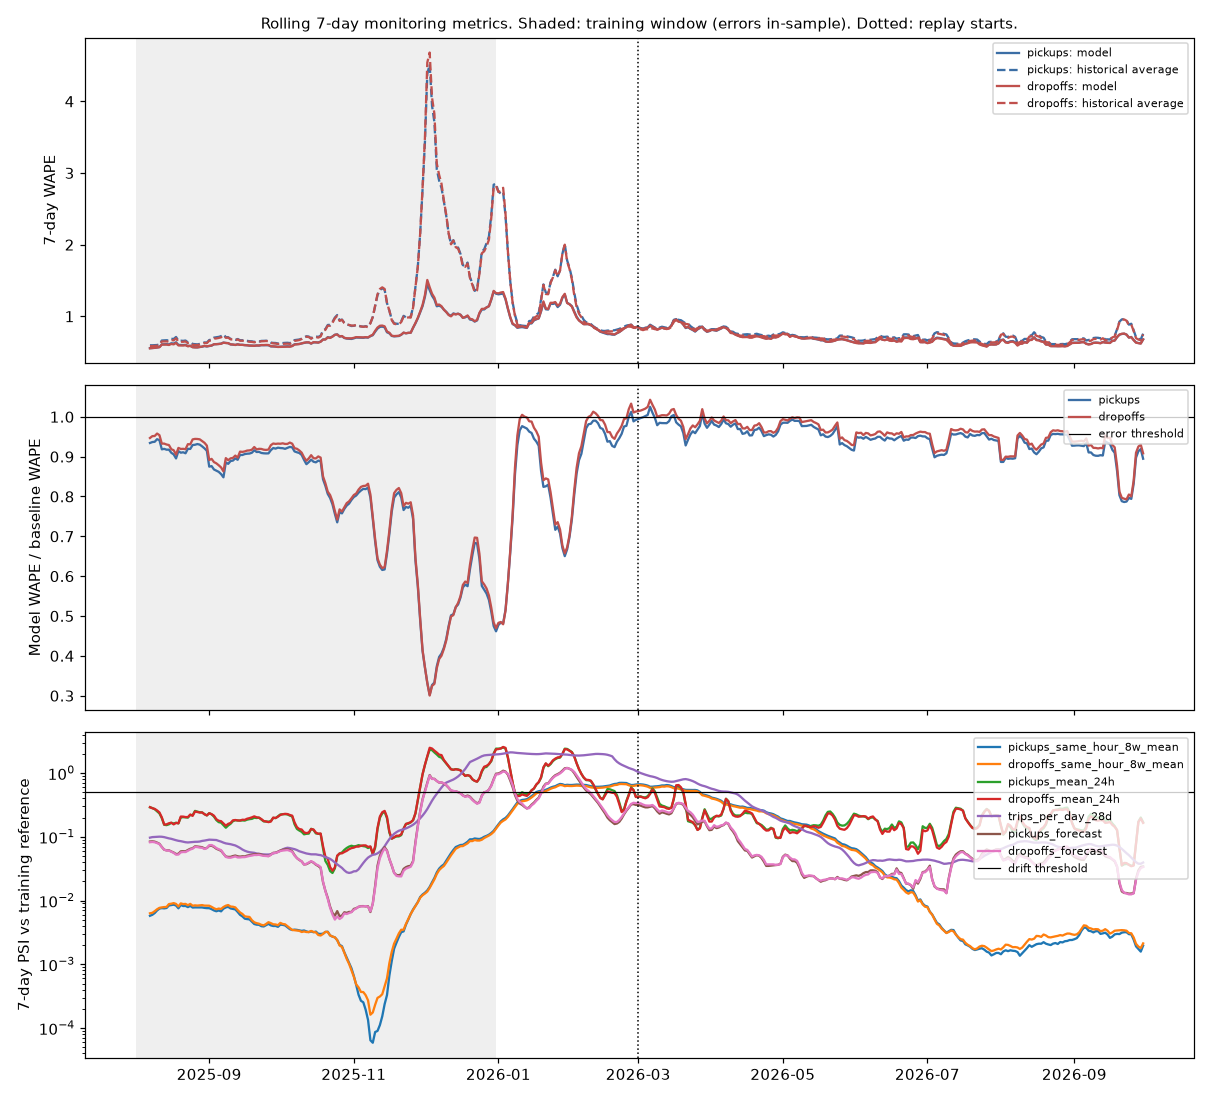 Rolling 7-day monitoring metrics. Shaded: training window (errors in-sample). Dotted: replay starts.
7-day WAPE
4
3
2
1
pickups: model
pickups: historical average
dropoffs: model
dropoffs: historical average
Model WAPE / baseline WAPE
1.0
0.9
0.8
0.7
0.6
0.5
0.4
0.3
pickups
dropoffs
error threshold
7-day PSI vs training reference
10⁰
10⁻¹
10⁻²
10⁻³
10⁻⁴
pickups_same_hour_8w_mean
dropoffs_same_hour_8w_mean
pickups_mean_24h
dropoffs_mean_24h
trips_per_day_28d
pickups_forecast
dropoffs_forecast
drift threshold
2025-09 2025-11 2026-01 2026-03 2026-05 2026-07 2026-09